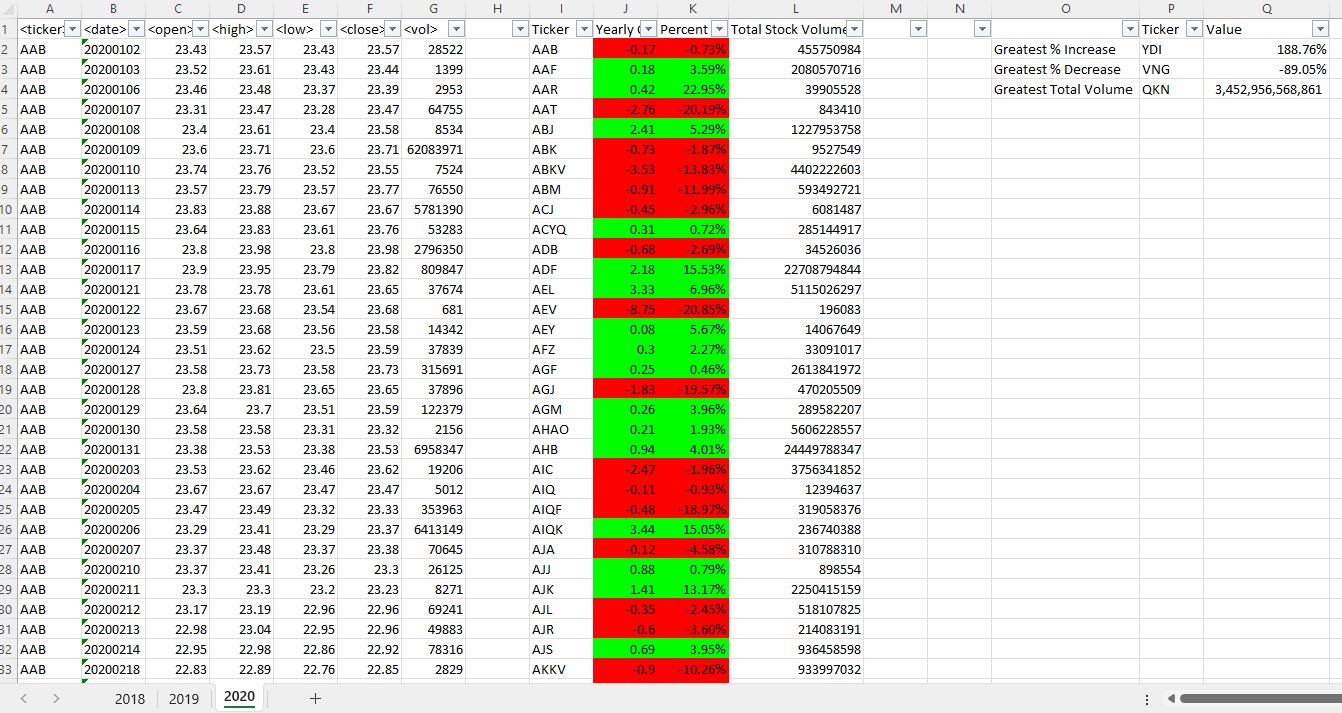 A B C D E F G H I J K L M N O P Q
1 <ticker> <date> <open> <high> <low> <close> <vol> Ticker Yearly Percent Total Stock Volume Ticker Value
2 AAB 20200102 23.43 23.57 23.43 23.57 28522 AAB -0.17 -0.73% 455750984 Greatest % Increase YDI 188.76%
3 AAB 20200103 23.52 23.61 23.43 23.44 1399 AAF 0.18 3.59% 2080570716 Greatest % Decrease VNG -89.05%
4 AAB 20200106 23.46 23.48 23.37 23.39 2953 AAR 0.42 22.95% 39905528 Greatest Total Volume QKN 3,452,956,568,861
5 AAB 20200107 23.31 23.47 23.28 23.47 64755 AAT -2.76 -20.19% 843410
6 AAB 20200108 23.4 23.61 23.4 23.58 8534 ABJ 2.41 5.29% 1227953758
7 AAB 20200109 23.6 23.71 23.6 23.71 62083971 ABK -0.73 -1.87% 9527549
8 AAB 20200110 23.74 23.76 23.52 23.55 7524 ABKV -3.53 -13.83% 4402222603
9 AAB 20200113 23.57 23.79 23.57 23.77 76550 ABM -0.91 -11.99% 593492721
10 AAB 20200114 23.83 23.88 23.67 23.67 5781390 ACJ -0.45 -2.96% 6081487
11 AAB 20200115 23.64 23.83 23.61 23.76 53283 ACYQ 0.31 0.72% 285144917
12 AAB 20200116 23.8 23.98 23.8 23.98 2796350 ADB -0.68 -2.69% 34526036
13 AAB 20200117 23.9 23.95 23.79 23.82 809847 ADF 2.18 15.53% 22708794844
14 AAB 20200121 23.78 23.78 23.61 23.65 37674 AEL 3.33 6.96% 5115026297
15 AAB 20200122 23.67 23.68 23.54 23.68 681 AEV -8.75 -20.85% 196083
16 AAB 20200123 23.59 23.68 23.56 23.58 14342 AEY 0.08 5.67% 14067649
17 AAB 20200124 23.51 23.62 23.5 23.59 37839 AFZ 0.3 2.27% 33091017
18 AAB 20200127 23.58 23.73 23.58 23.73 315691 AGF 0.25 0.46% 2613841972
19 AAB 20200128 23.8 23.81 23.65 23.65 37896 AGJ -1.83 -19.57% 470205509
20 AAB 20200129 23.64 23.7 23.51 23.59 122379 AGM 0.26 3.96% 289582207
21 AAB 20200130 23.58 23.58 23.31 23.32 2156 AHAO 0.21 1.93% 5606228557
22 AAB 20200131 23.38 23.53 23.38 23.53 6958347 AHB 0.94 4.01% 24449788347
23 AAB 20200203 23.53 23.62 23.46 23.62 19206 AIC -2.47 -1.96% 3756341852
24 AAB 20200204 23.67 23.67 23.47 23.47 5012 AIQ -0.11 -0.93% 12394637
25 AAB 20200205 23.47 23.49 23.32 23.33 353963 AIQF -0.48 -18.97% 319058376
26 AAB 20200206 23.29 23.41 23.29 23.37 6413149 AIQK 3.44 15.05% 236740388
27 AAB 20200207 23.37 23.48 23.37 23.38 70645 AJA -0.12 -4.58% 310788310
28 AAB 20200210 23.37 23.41 23.26 23.3 26125 AJJ 0.88 0.79% 898554
29 AAB 20200211 23.3 23.3 23.2 23.23 8271 AJK 1.41 13.17% 2250415159
30 AAB 20200212 23.17 23.19 22.96 22.96 69241 AJL -0.35 -2.45% 518107825
31 AAB 20200213 22.98 23.04 22.95 22.96 49883 AJR -0.6 -3.60% 214083191
32 AAB 20200214 22.95 22.98 22.86 22.92 78316 AJS 0.69 3.95% 936458598
33 AAB 20200218 22.83 22.89 22.76 22.85 2829 AKKV -0.9 -10.26% 933997032
2018 2019 2020 +